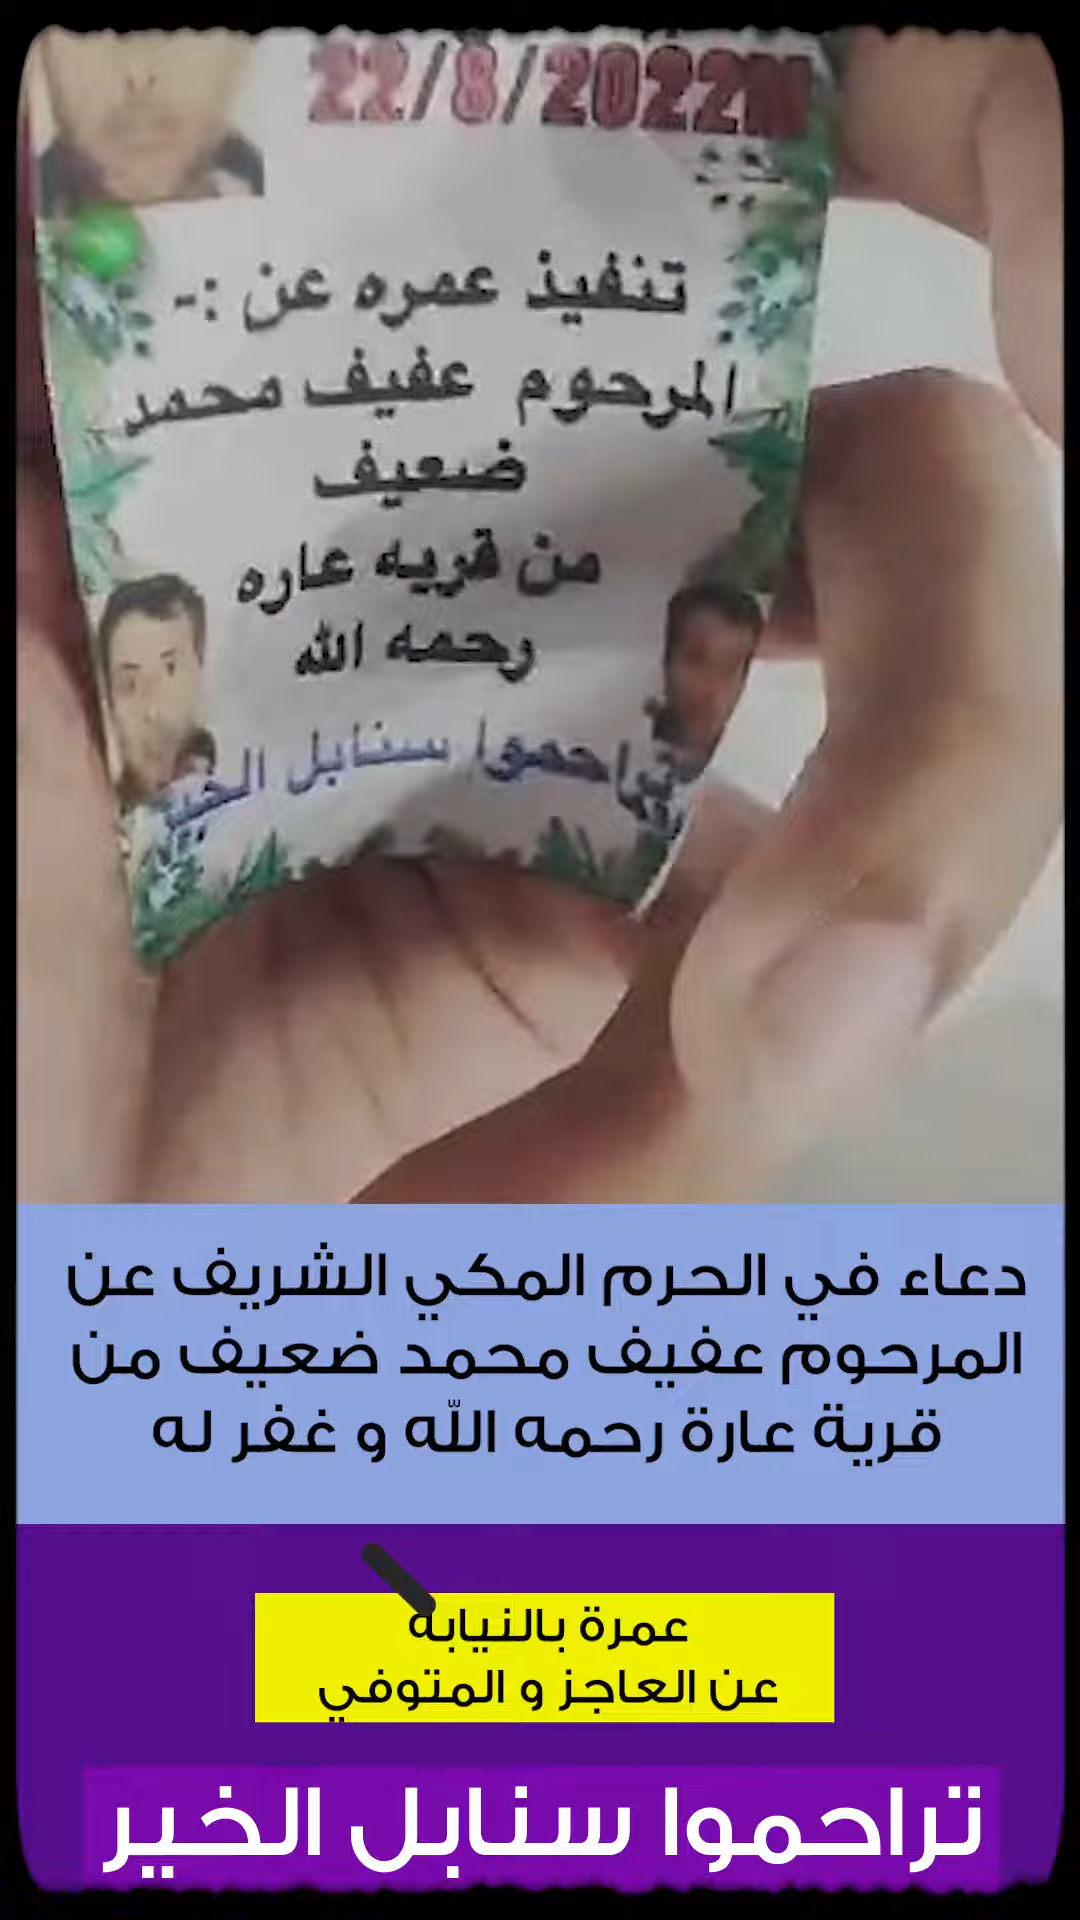 22/8/2022M
تنفيذ عمره عن :-
المرحوم عفيف محمد
ضعيف
من قريه عاره
رحمه الله
تراحموا سنابل الخير
دعاء في الحرم المكي الشريف عن
المرحوم عفيف محمد ضعيف من
قرية عارة رحمه الله و غفر له
عمرة بالنيابة
عن العاجز و المتوفي
تراحموا سنابل الخير